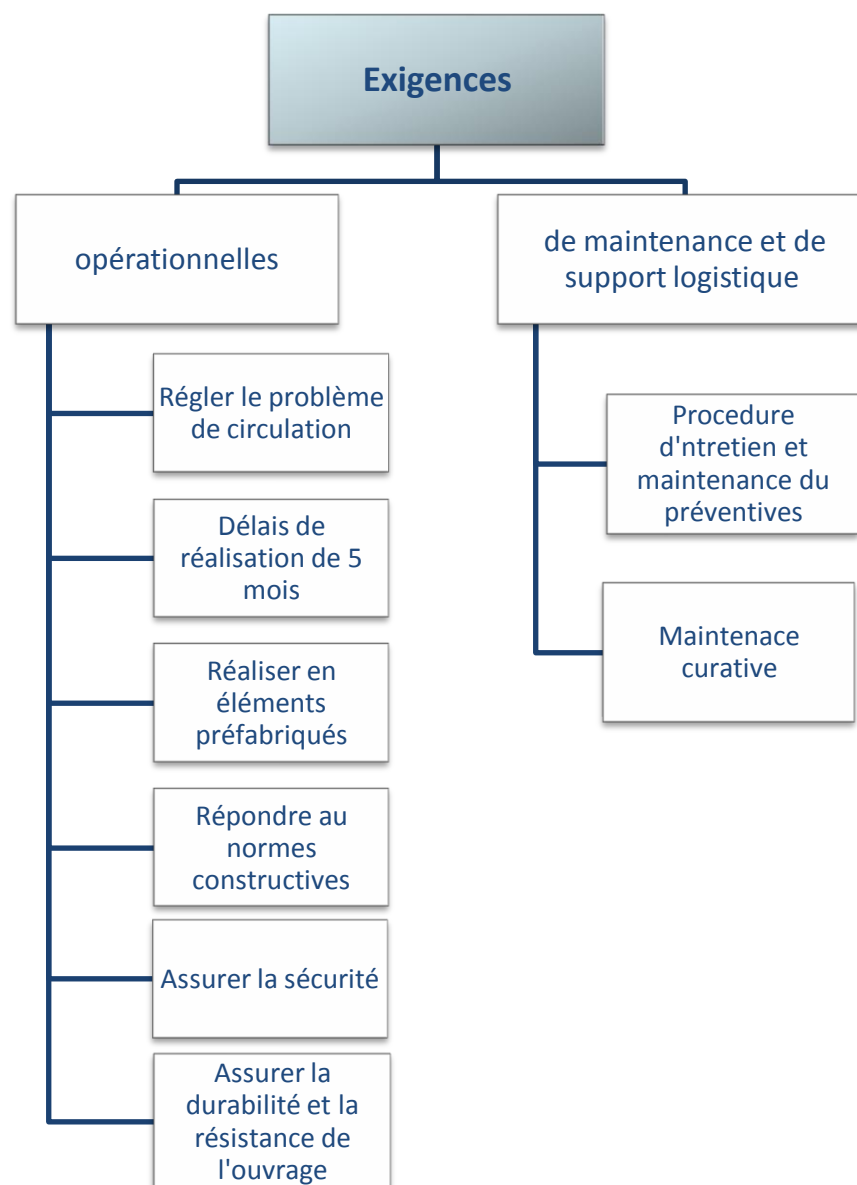 Exigences
opérationnelles
Régler le problème
de circulation
Délais de
réalisation de 5
mois
Réaliser en
éléments
préfabriqués
Répondre au
normes
constructives
Assurer la sécurité
Assurer la
durabilité et la
résistance de
l'ouvrage
de maintenance et de
support logistique
Procedure
d'ntretien et
maintenance du
préventives
Maintenace
curative